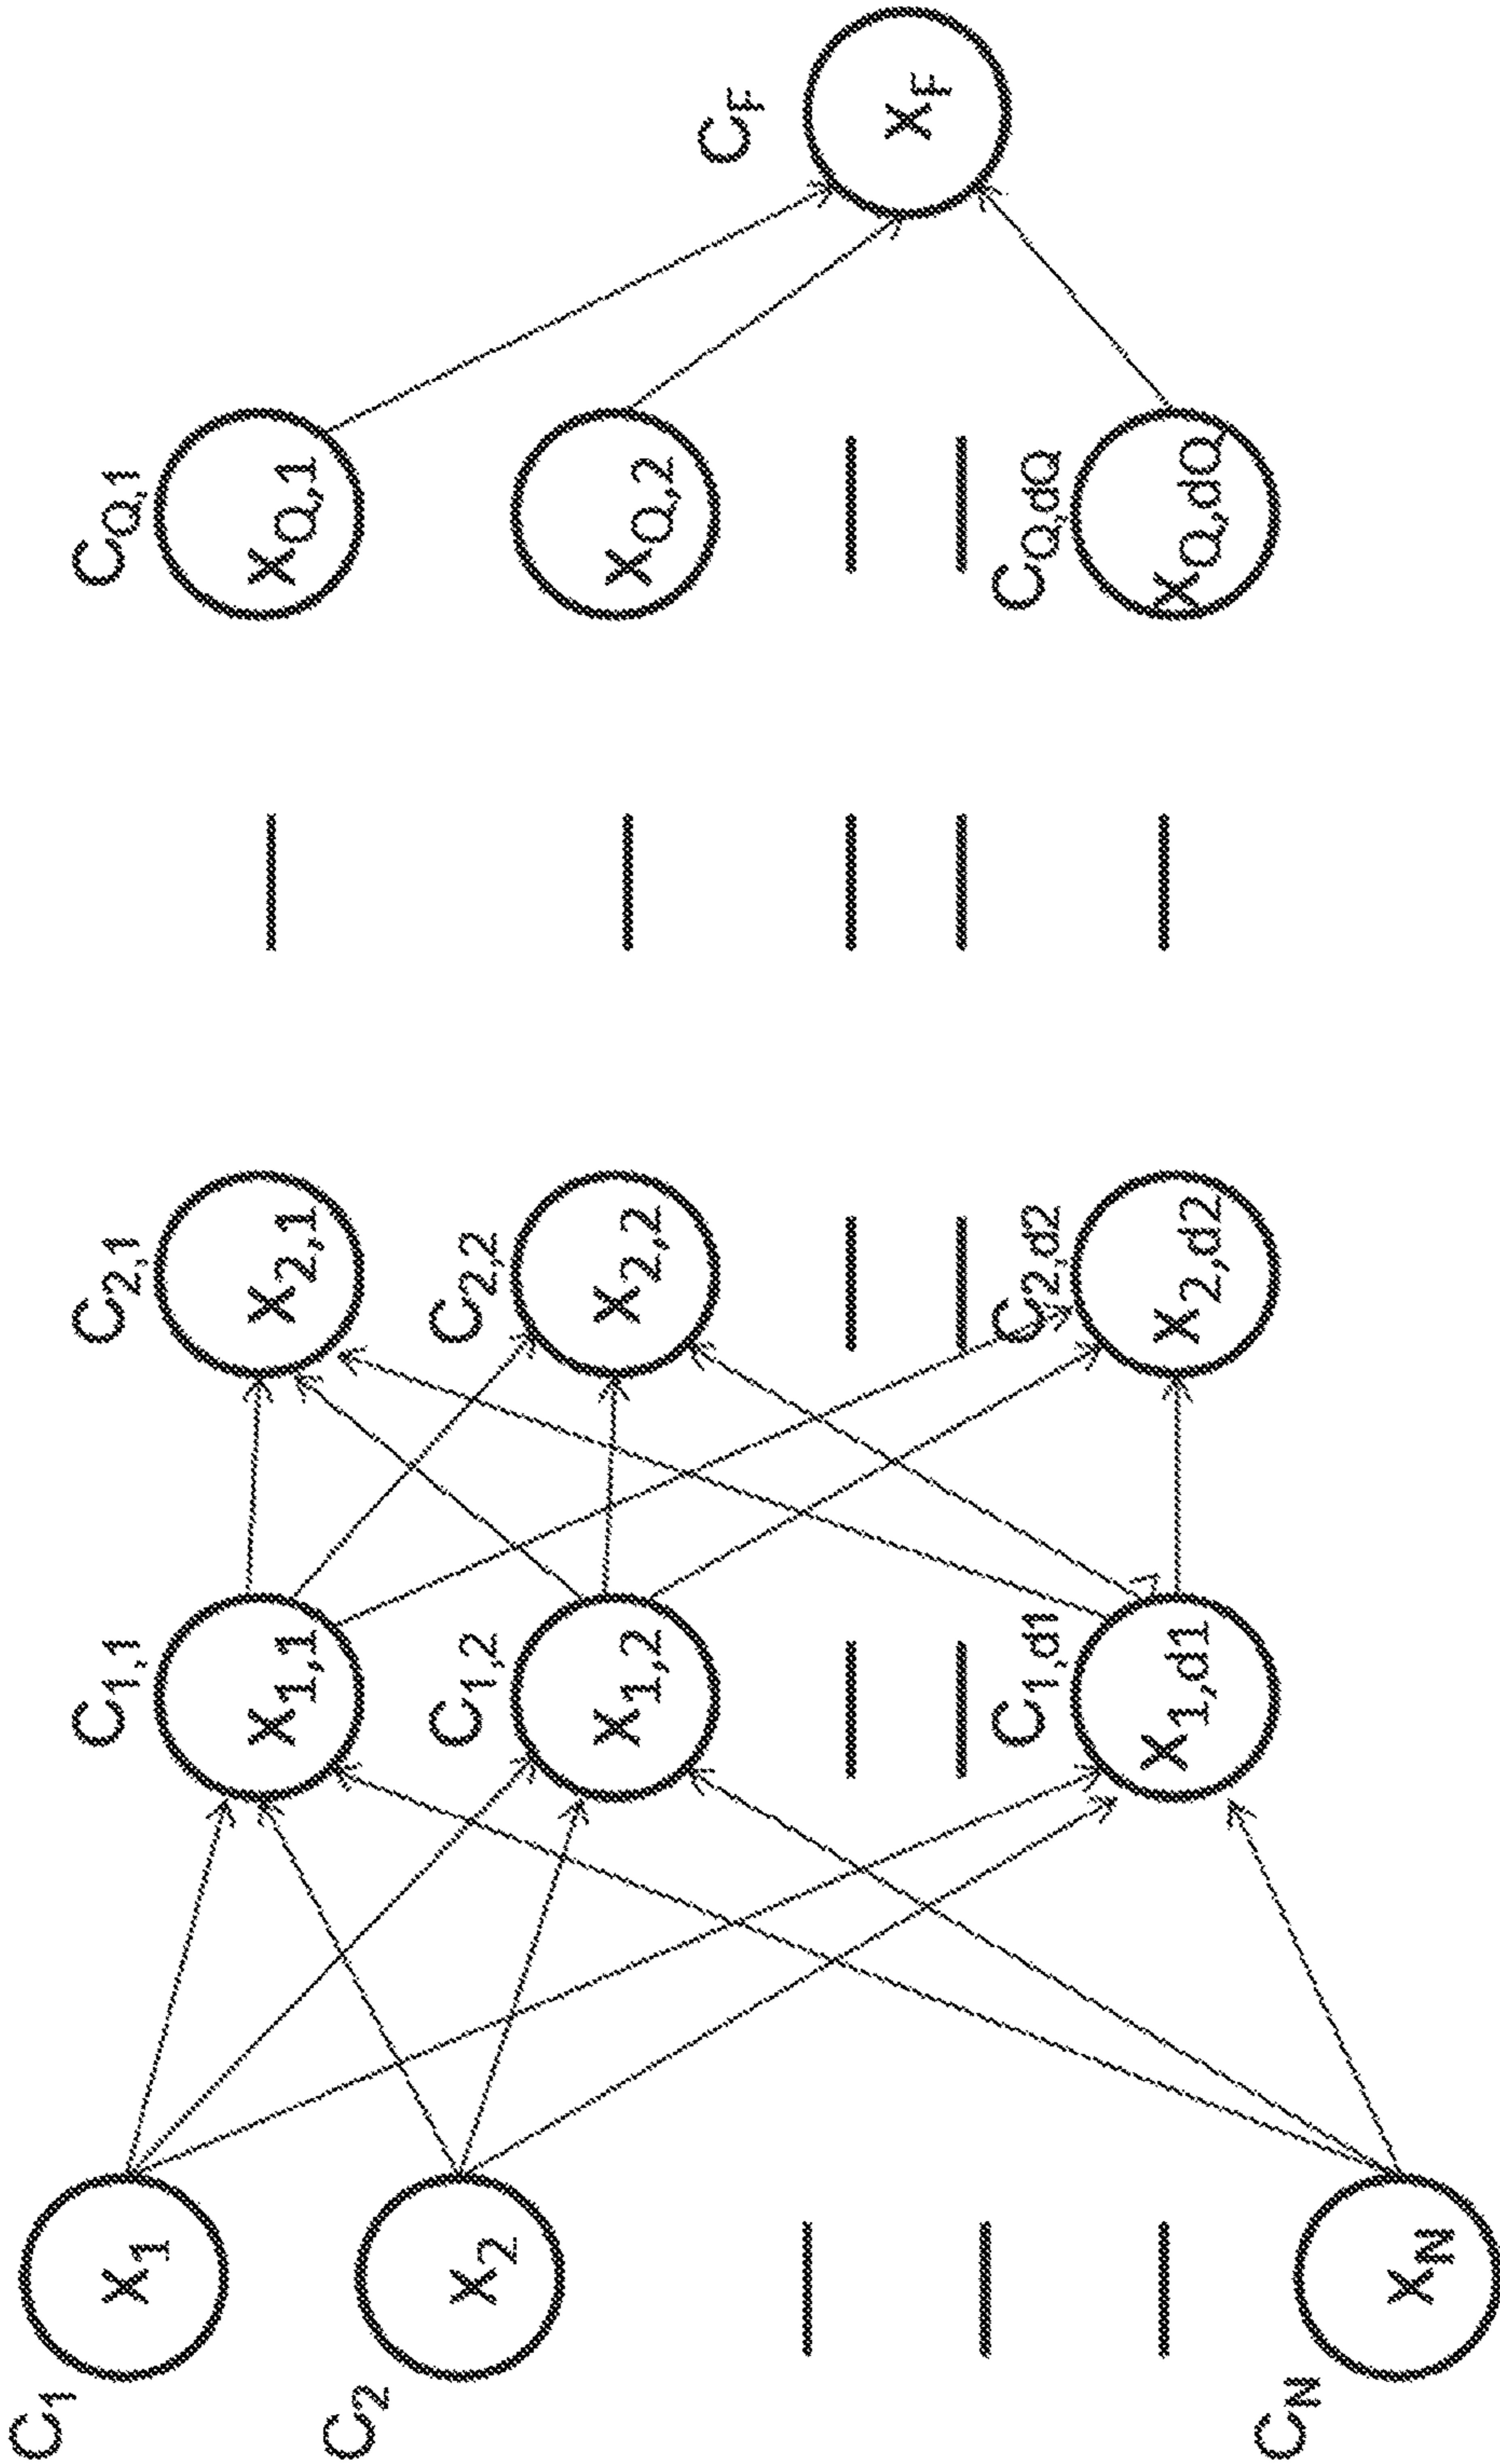 C1
x1
C2
x2
CN
xN
C1,1
x1,1
C1,2
x1,2
C1,d1
x1,d1
C2,1
x2,1
C2,2
x2,2
C2,d2
x2,d2
CQ,1
xQ,1
xQ,2
CQ,dQ
xQ,dQ
CF
xF